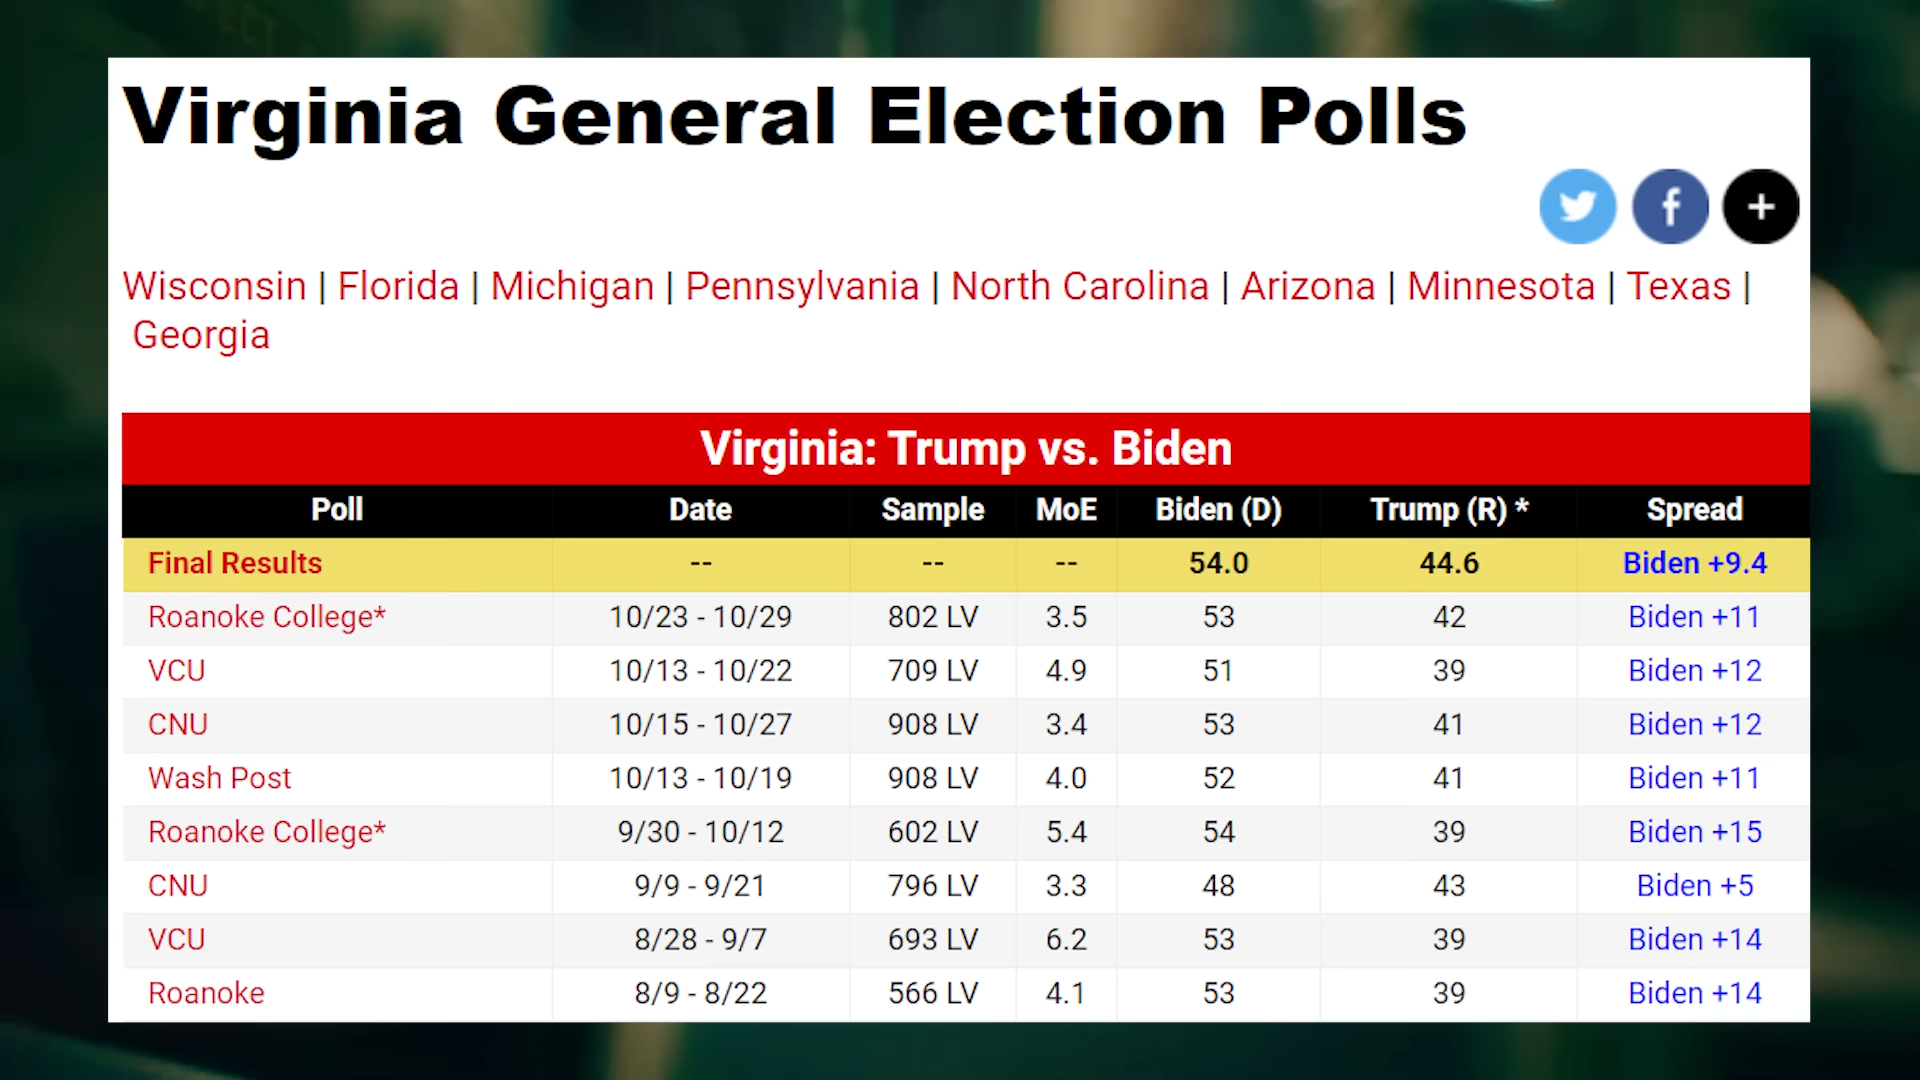 Virginia General Election Polls
Wisconsin | Florida | Michigan | Pennsylvania | North Carolina | Arizona | Minnesota | Texas |
Georgia
Virginia: Trump vs. Biden
Poll Date Sample MoE Biden (D) Trump (R) * Spread
Final Results -- -- -- 54.0 44.6 Biden +9.4
Roanoke College* 10/23 - 10/29 802 LV 3.5 53 42 Biden +11
VCU 10/13 - 10/22 709 LV 4.9 51 39 Biden +12
CNU 10/15 - 10/27 908 LV 3.4 53 41 Biden +12
Wash Post 10/13 - 10/19 908 LV 4.0 52 41 Biden +11
Roanoke College* 9/30 - 10/12 602 LV 5.4 54 39 Biden +15
CNU 9/9 - 9/21 796 LV 3.3 48 43 Biden +5
VCU 8/28 - 9/7 693 LV 6.2 53 39 Biden +14
Roanoke 8/9 - 8/22 566 LV 4.1 53 39 Biden +14